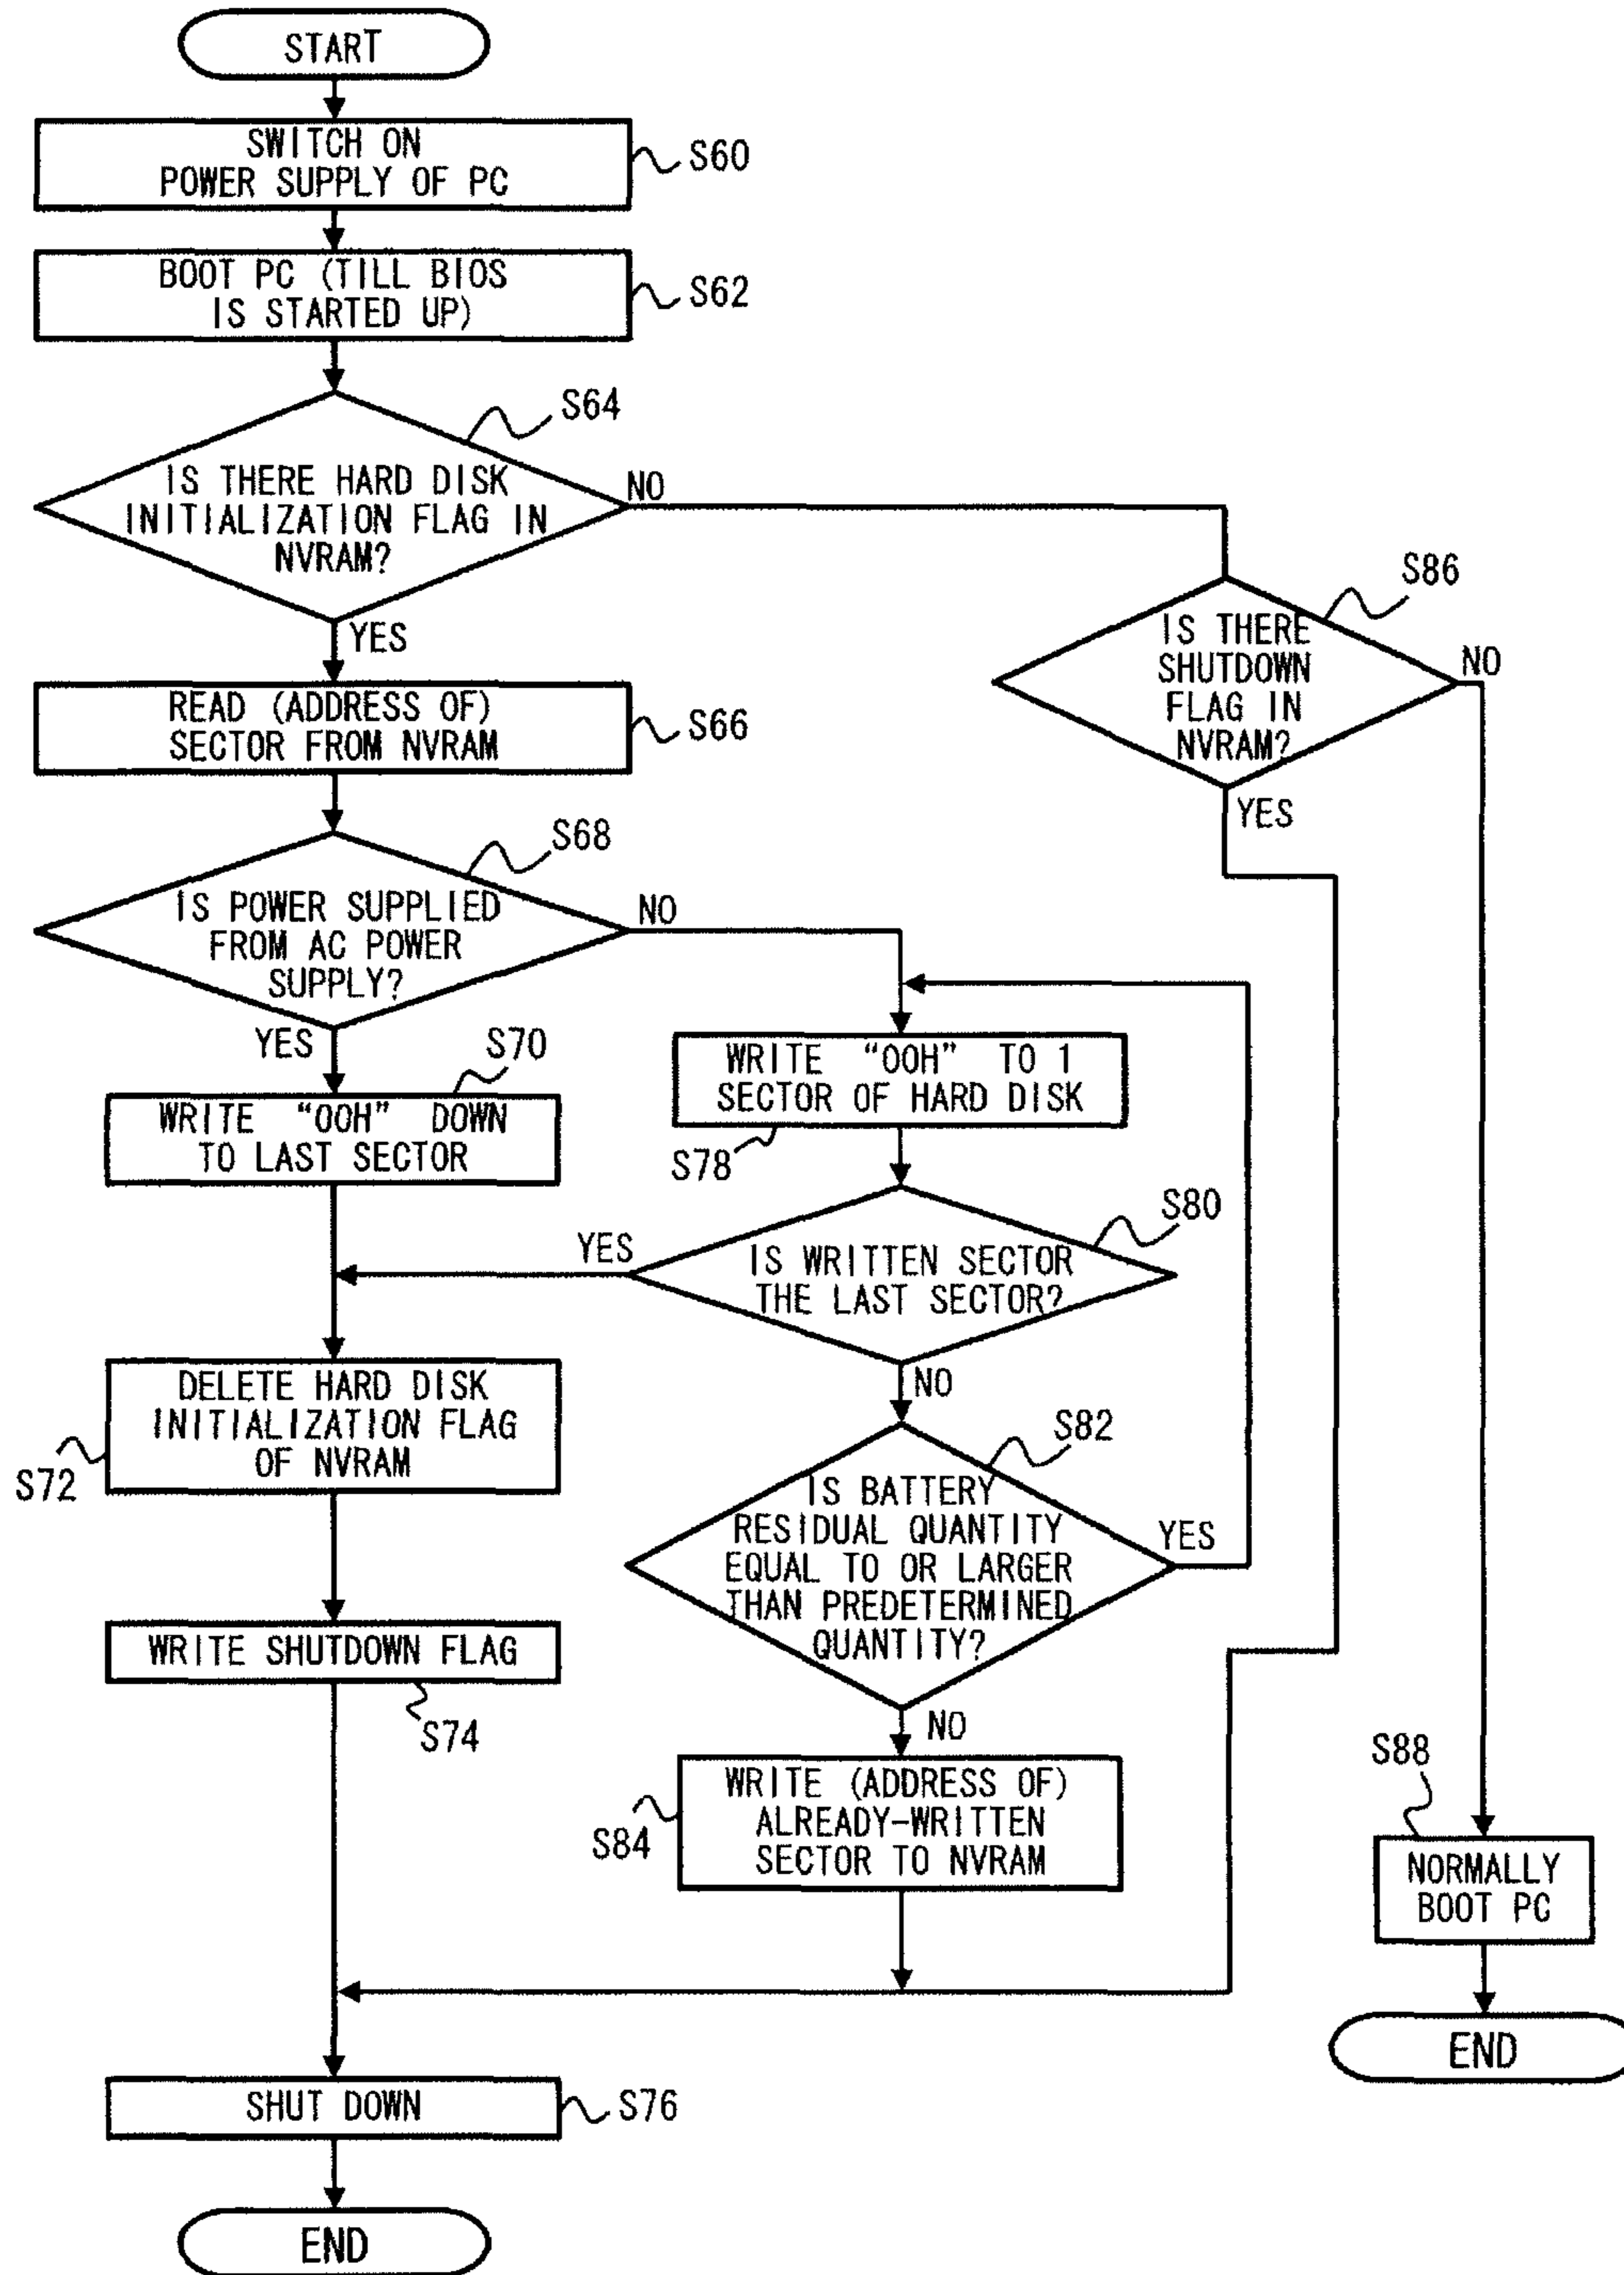 START
SWITCH ON
POWER SUPPLY OF PC
S60
BOOT PC (TILL BIOS
IS STARTED UP)
S62
S64
IS THERE HARD DISK
INITIALIZATION FLAG IN
NVRAM?
NO
YES
S86
IS THERE
SHUTDOWN
FLAG IN
NVRAM?
NO
YES
READ (ADDRESS OF)
SECTOR FROM NVRAM
S66
S68
IS POWER SUPPLIED
FROM AC POWER
SUPPLY?
NO
YES
S70
WRITE "00H" DOWN
TO LAST SECTOR
WRITE "00H" TO 1
SECTOR OF HARD DISK
S78
S80
YES
IS WRITTEN SECTOR
THE LAST SECTOR?
NO
DELETE HARD DISK
INITIALIZATION FLAG
OF NVRAM
S72
S82
IS BATTERY
RESIDUAL QUANTITY
EQUAL TO OR LARGER
THAN PREDETERMINED
QUANTITY?
YES
NO
WRITE SHUTDOWN FLAG
S74
WRITE (ADDRESS OF)
ALREADY-WRITTEN
SECTOR TO NVRAM
S84
S88
NORMALLY
BOOT PC
END
SHUT DOWN
S76
END